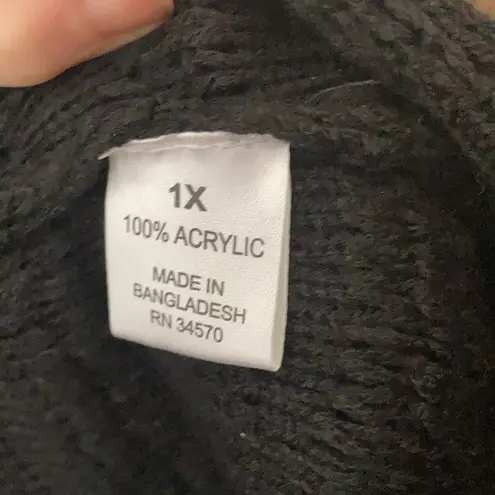 1X
100% ACRYLIC
MADE IN
BANGLADESH
RN 34570